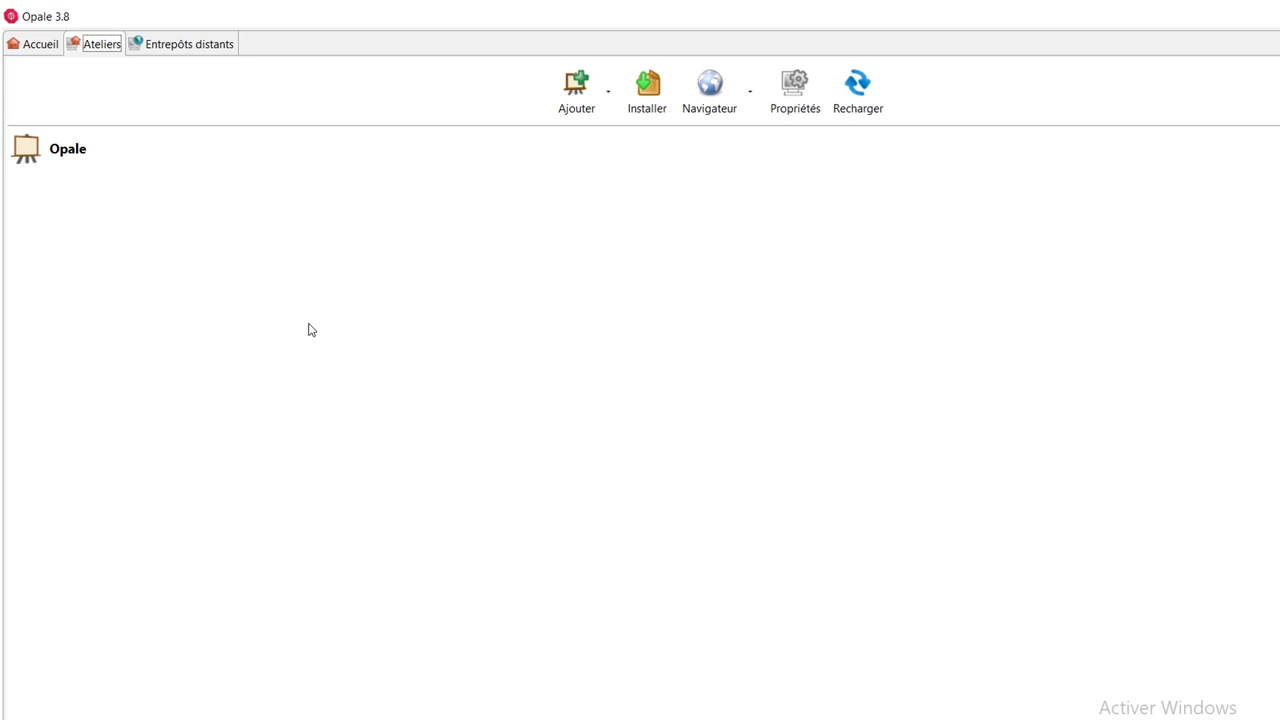 Opale 3.8
Accueil Ateliers Entrepôts distants
Ajouter Installer Navigateur Propriétés Recharger
Opale
Activer Windows